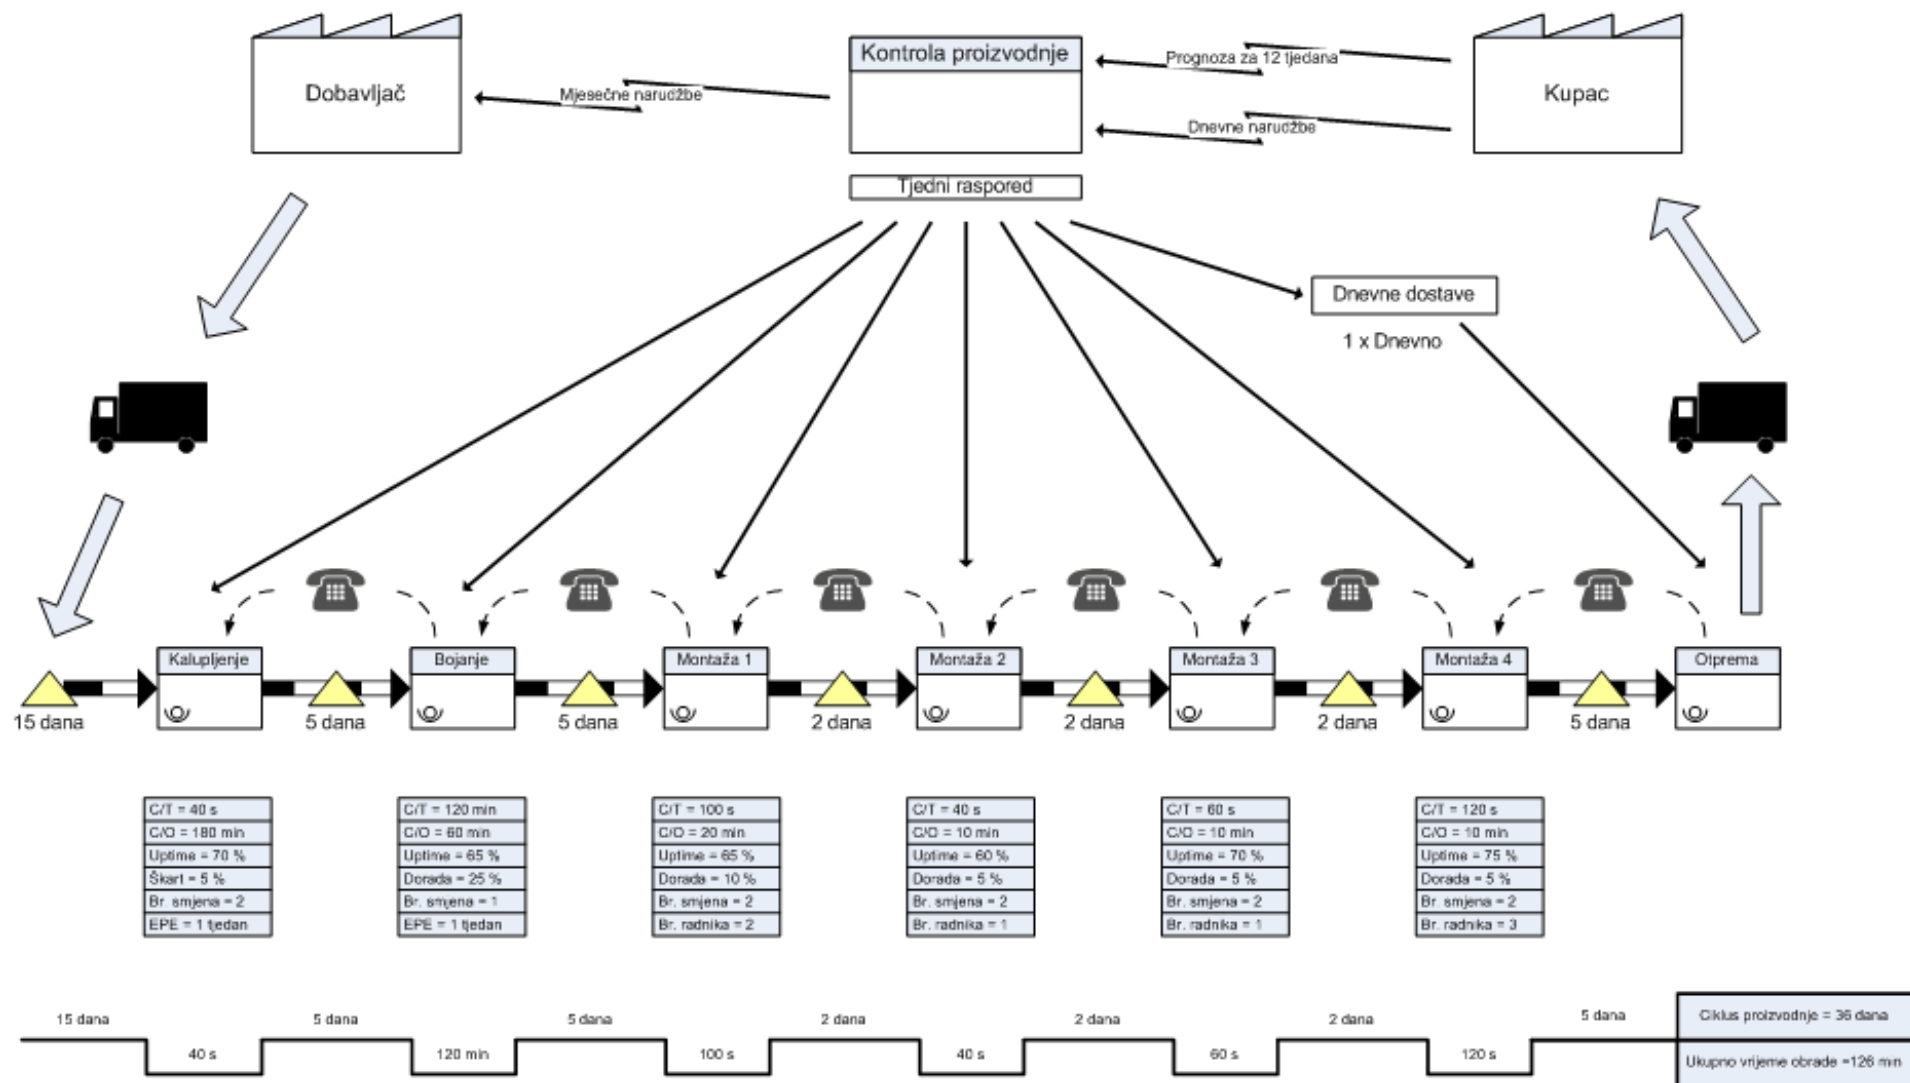 Dobavljač
Mjesečne narudžbe
Kontrola proizvodnje
Prognoza za 12 tjedana
Dnevne narudžbe
Kupac
Tjedni raspored
Dnevne dostave
1 x Dnevno
Kalupljenje
Bojanje
Montaža 1
Montaža 2
Montaža 3
Montaža 4
Otprema
15 dana
5 dana
5 dana
2 dana
2 dana
2 dana
5 dana
C/T = 40 s
C/O = 180 min
Uptime = 70 %
Škart = 5 %
Br. smjena = 2
EPE = 1 tjedan
C/T = 120 min
C/O = 60 min
Uptime = 65 %
Dorada = 25 %
Br. smjena = 1
EPE = 1 tjedan
C/T = 100 s
C/O = 20 min
Uptime = 65 %
Dorada = 10 %
Br. smjena = 2
Br. radnika = 2
C/T = 40 s
C/O = 10 min
Uptime = 60 %
Dorada = 5 %
Br. smjena = 2
Br. radnika = 1
C/T = 60 s
C/O = 10 min
Uptime = 70 %
Dorada = 5 %
Br. smjena = 2
Br. radnika = 1
C/T = 120 s
C/O = 10 min
Uptime = 75 %
Dorada = 5 %
Br. smjena = 2
Br. radnika = 3
15 dana
5 dana
5 dana
2 dana
2 dana
2 dana
5 dana
Ciklus proizvodnje = 36 dana
40 s
120 min
100 s
40 s
60 s
120 s
Ukupno vrijeme obrade =126 min